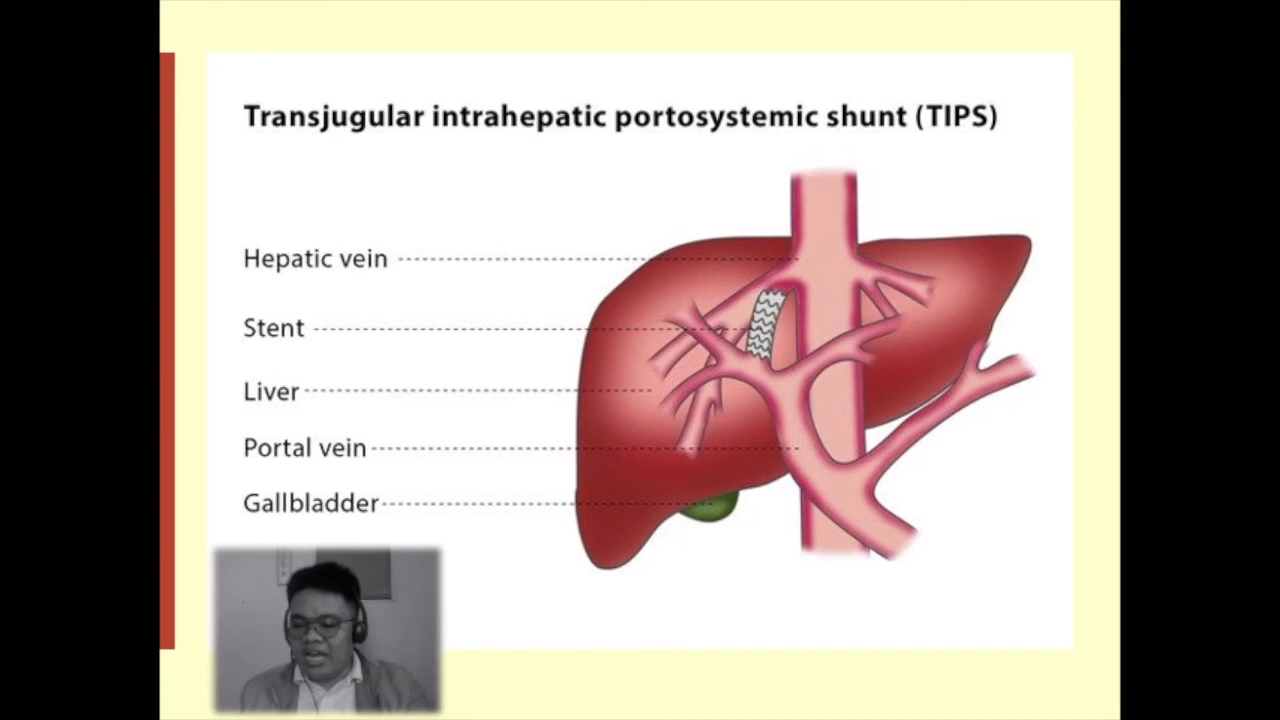 Transjugular intrahepatic portosystemic shunt (TIPS)
Hepatic vein
Stent
Liver
Portal vein
Gallbladder